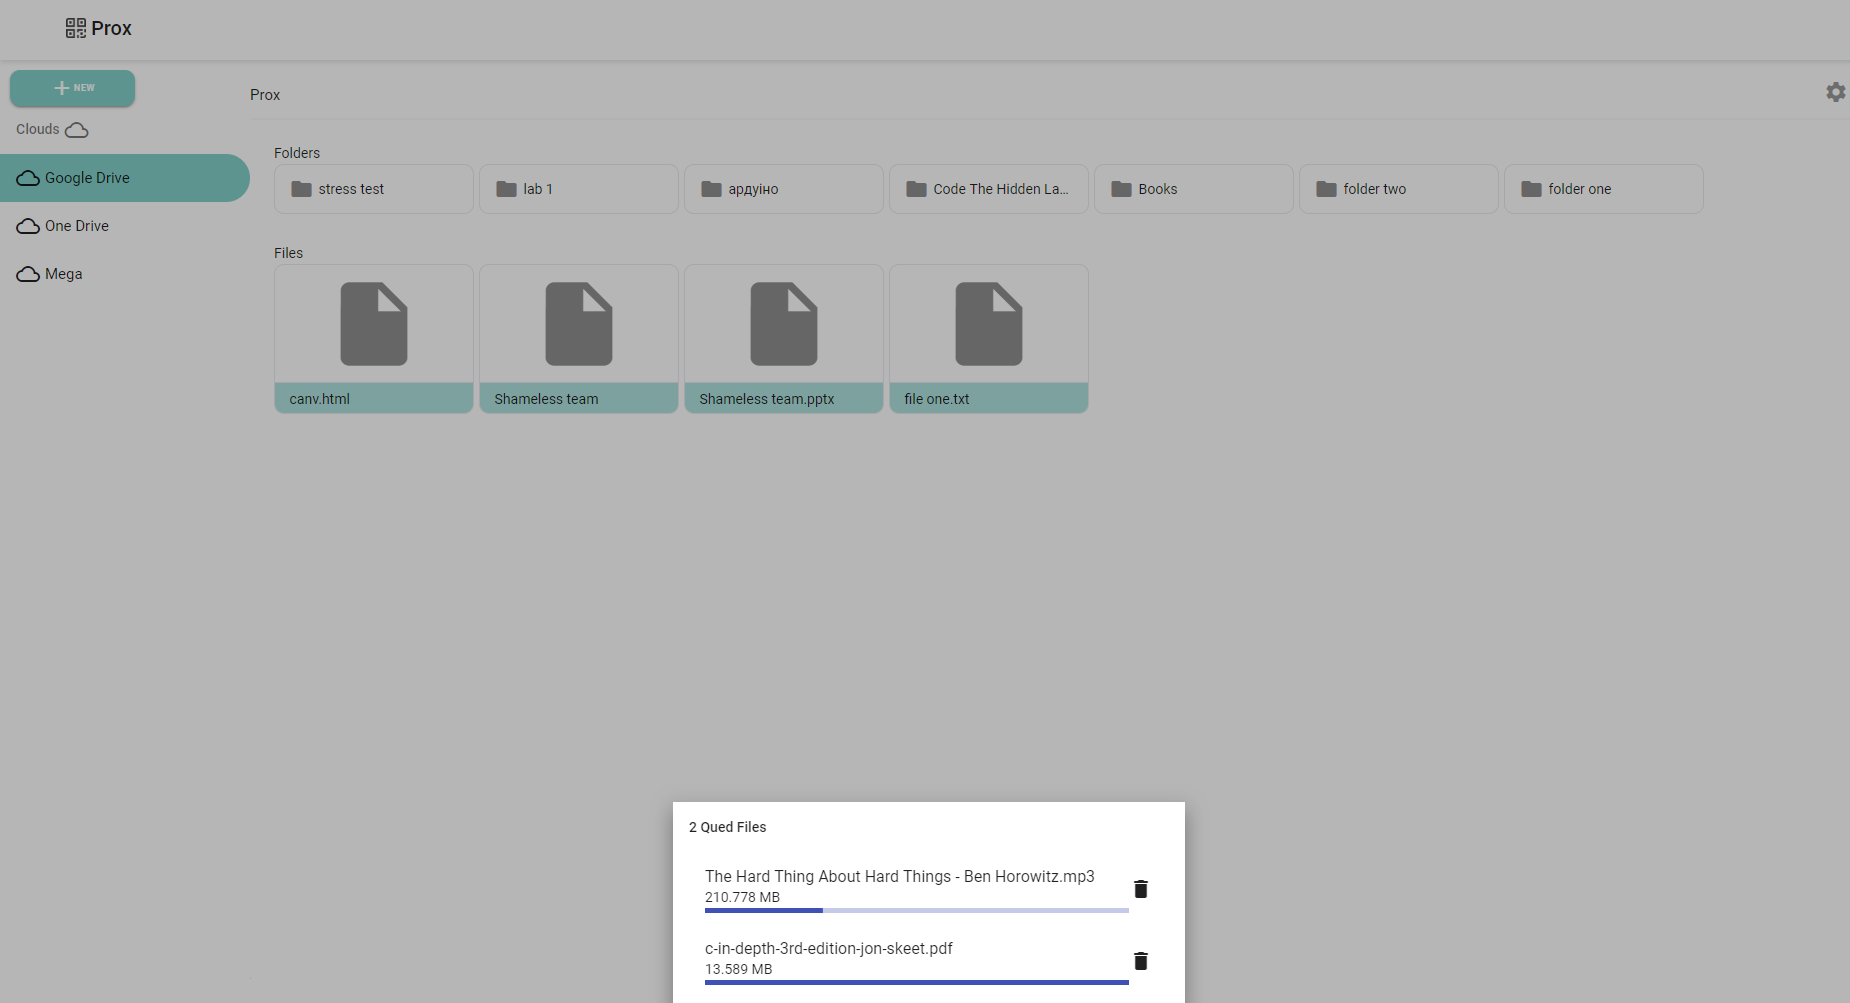 Prox
NEW
Clouds
Google Drive
One Drive
Mega
Prox
Folders
stress test
lab 1
ардуіно
Code The Hidden La...
Books
folder two
folder one
Files
canv.html
Shameless team
Shameless team.pptx
file one.txt
2 Qued Files
The Hard Thing About Hard Things - Ben Horowitz.mp3
210.778 MB
c-in-depth-3rd-edition-jon-skeet.pdf
13.589 MB